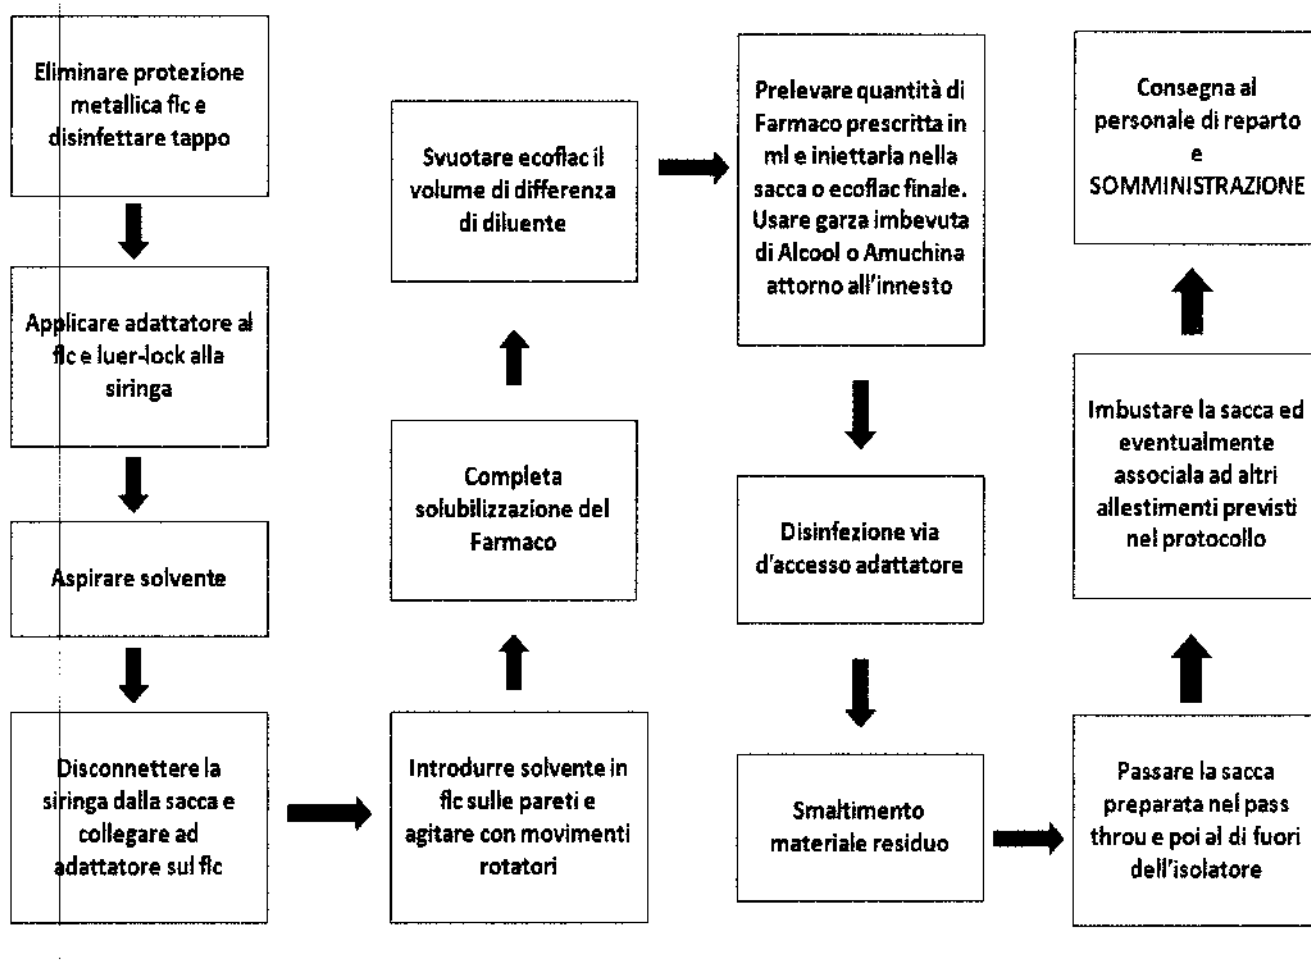 Eliminare protezione
metallica flc e
disinfettare tappo
Applicare adattatore al
flc e luer-lock alla
siringa
Aspirare solvente
Disconnettere la
siringa dalla sacca e
collegare ad
adattatore sul flc
Introdurre solvente in
flc sulle pareti e
agitare con movimenti
rotatori
Completa
solubilizzazione del
Farmaco
Svuotare ecoflac il
volume di differenza
di diluente
Prelevare quantità di
Farmaco prescritta in
ml e iniettarla nella
sacca o ecoflac finale.
Usare garza imbevuta
di Alcool o Amuchina
attorno all'innesto
Disinfezione via
d'accesso adattatore
Smaltimento
materiale residuo
Passare la sacca
preparata nel pass
throu e poi al di fuori
dell'isolatore
Imbustare la sacca ed
eventualmente
associala ad altri
allestimenti previsti
nel protocollo
Consegna al
personale di reparto
e
SOMMINISTRAZIONE